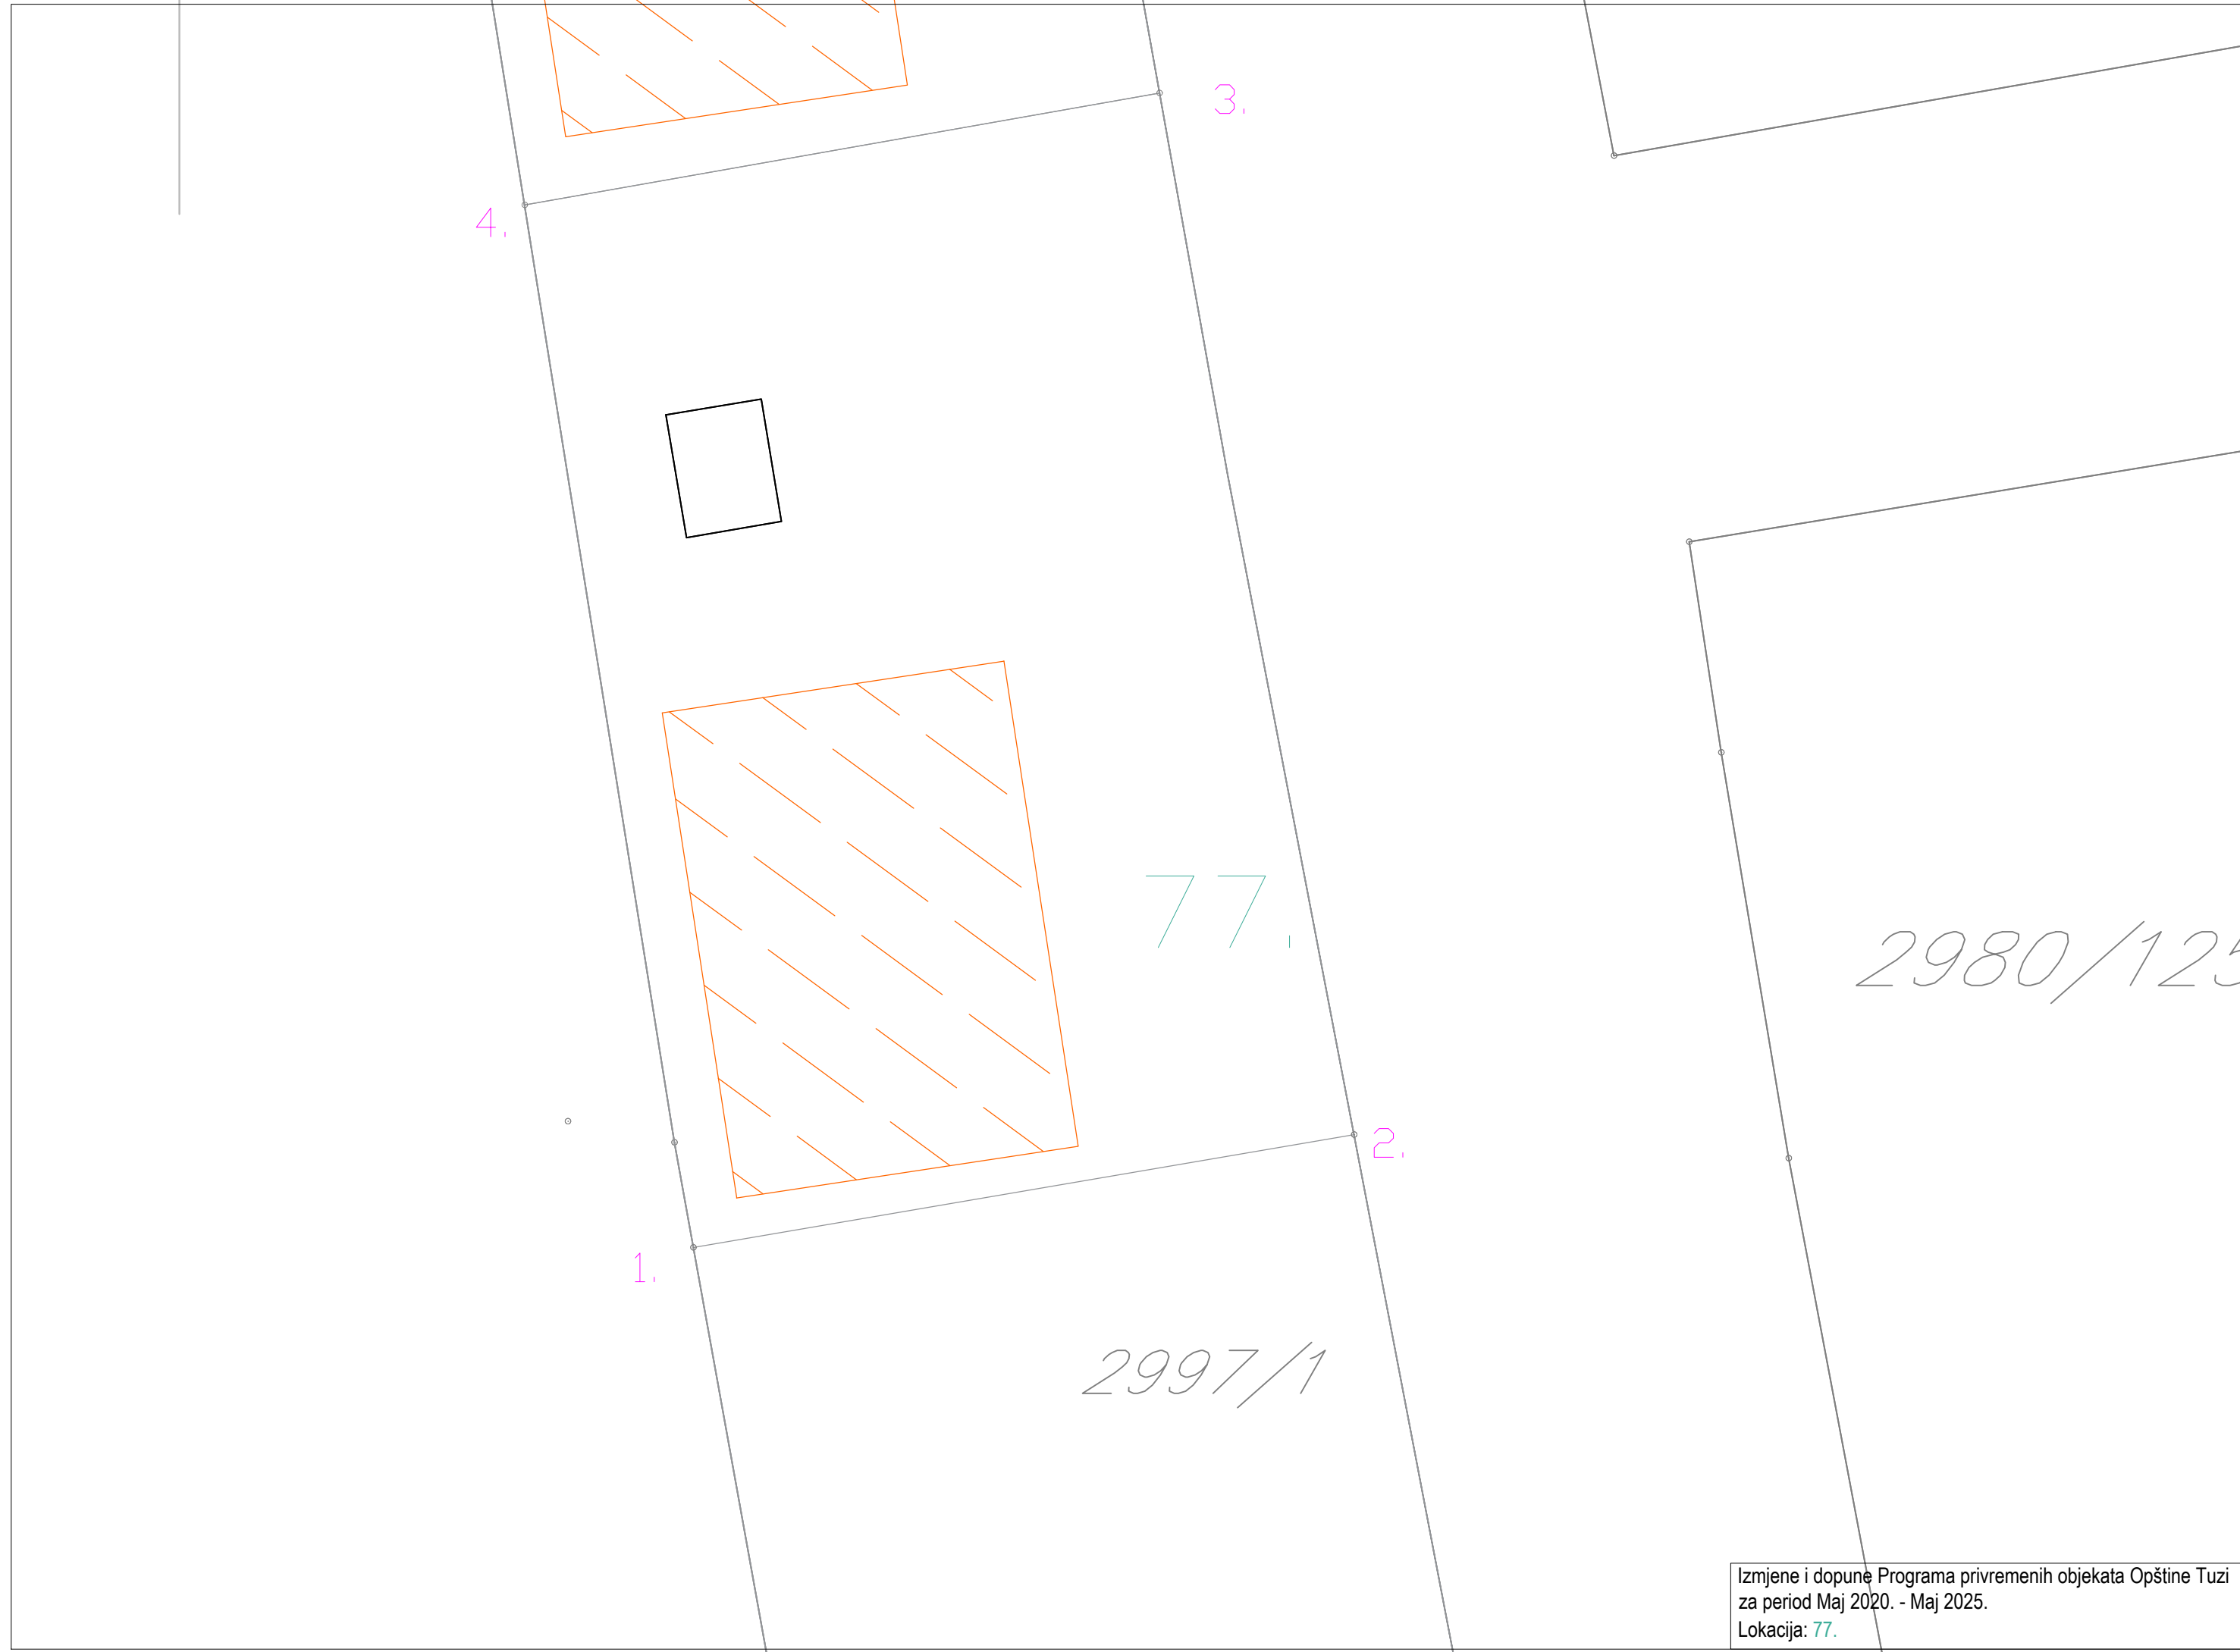 3.
4.
77.
2980/125
2.
1.
2997/1
Izmjene i dopune Programa privremenih objekata Opštine Tuzi
za period Maj 2020. - Maj 2025.
Lokacija: 77.